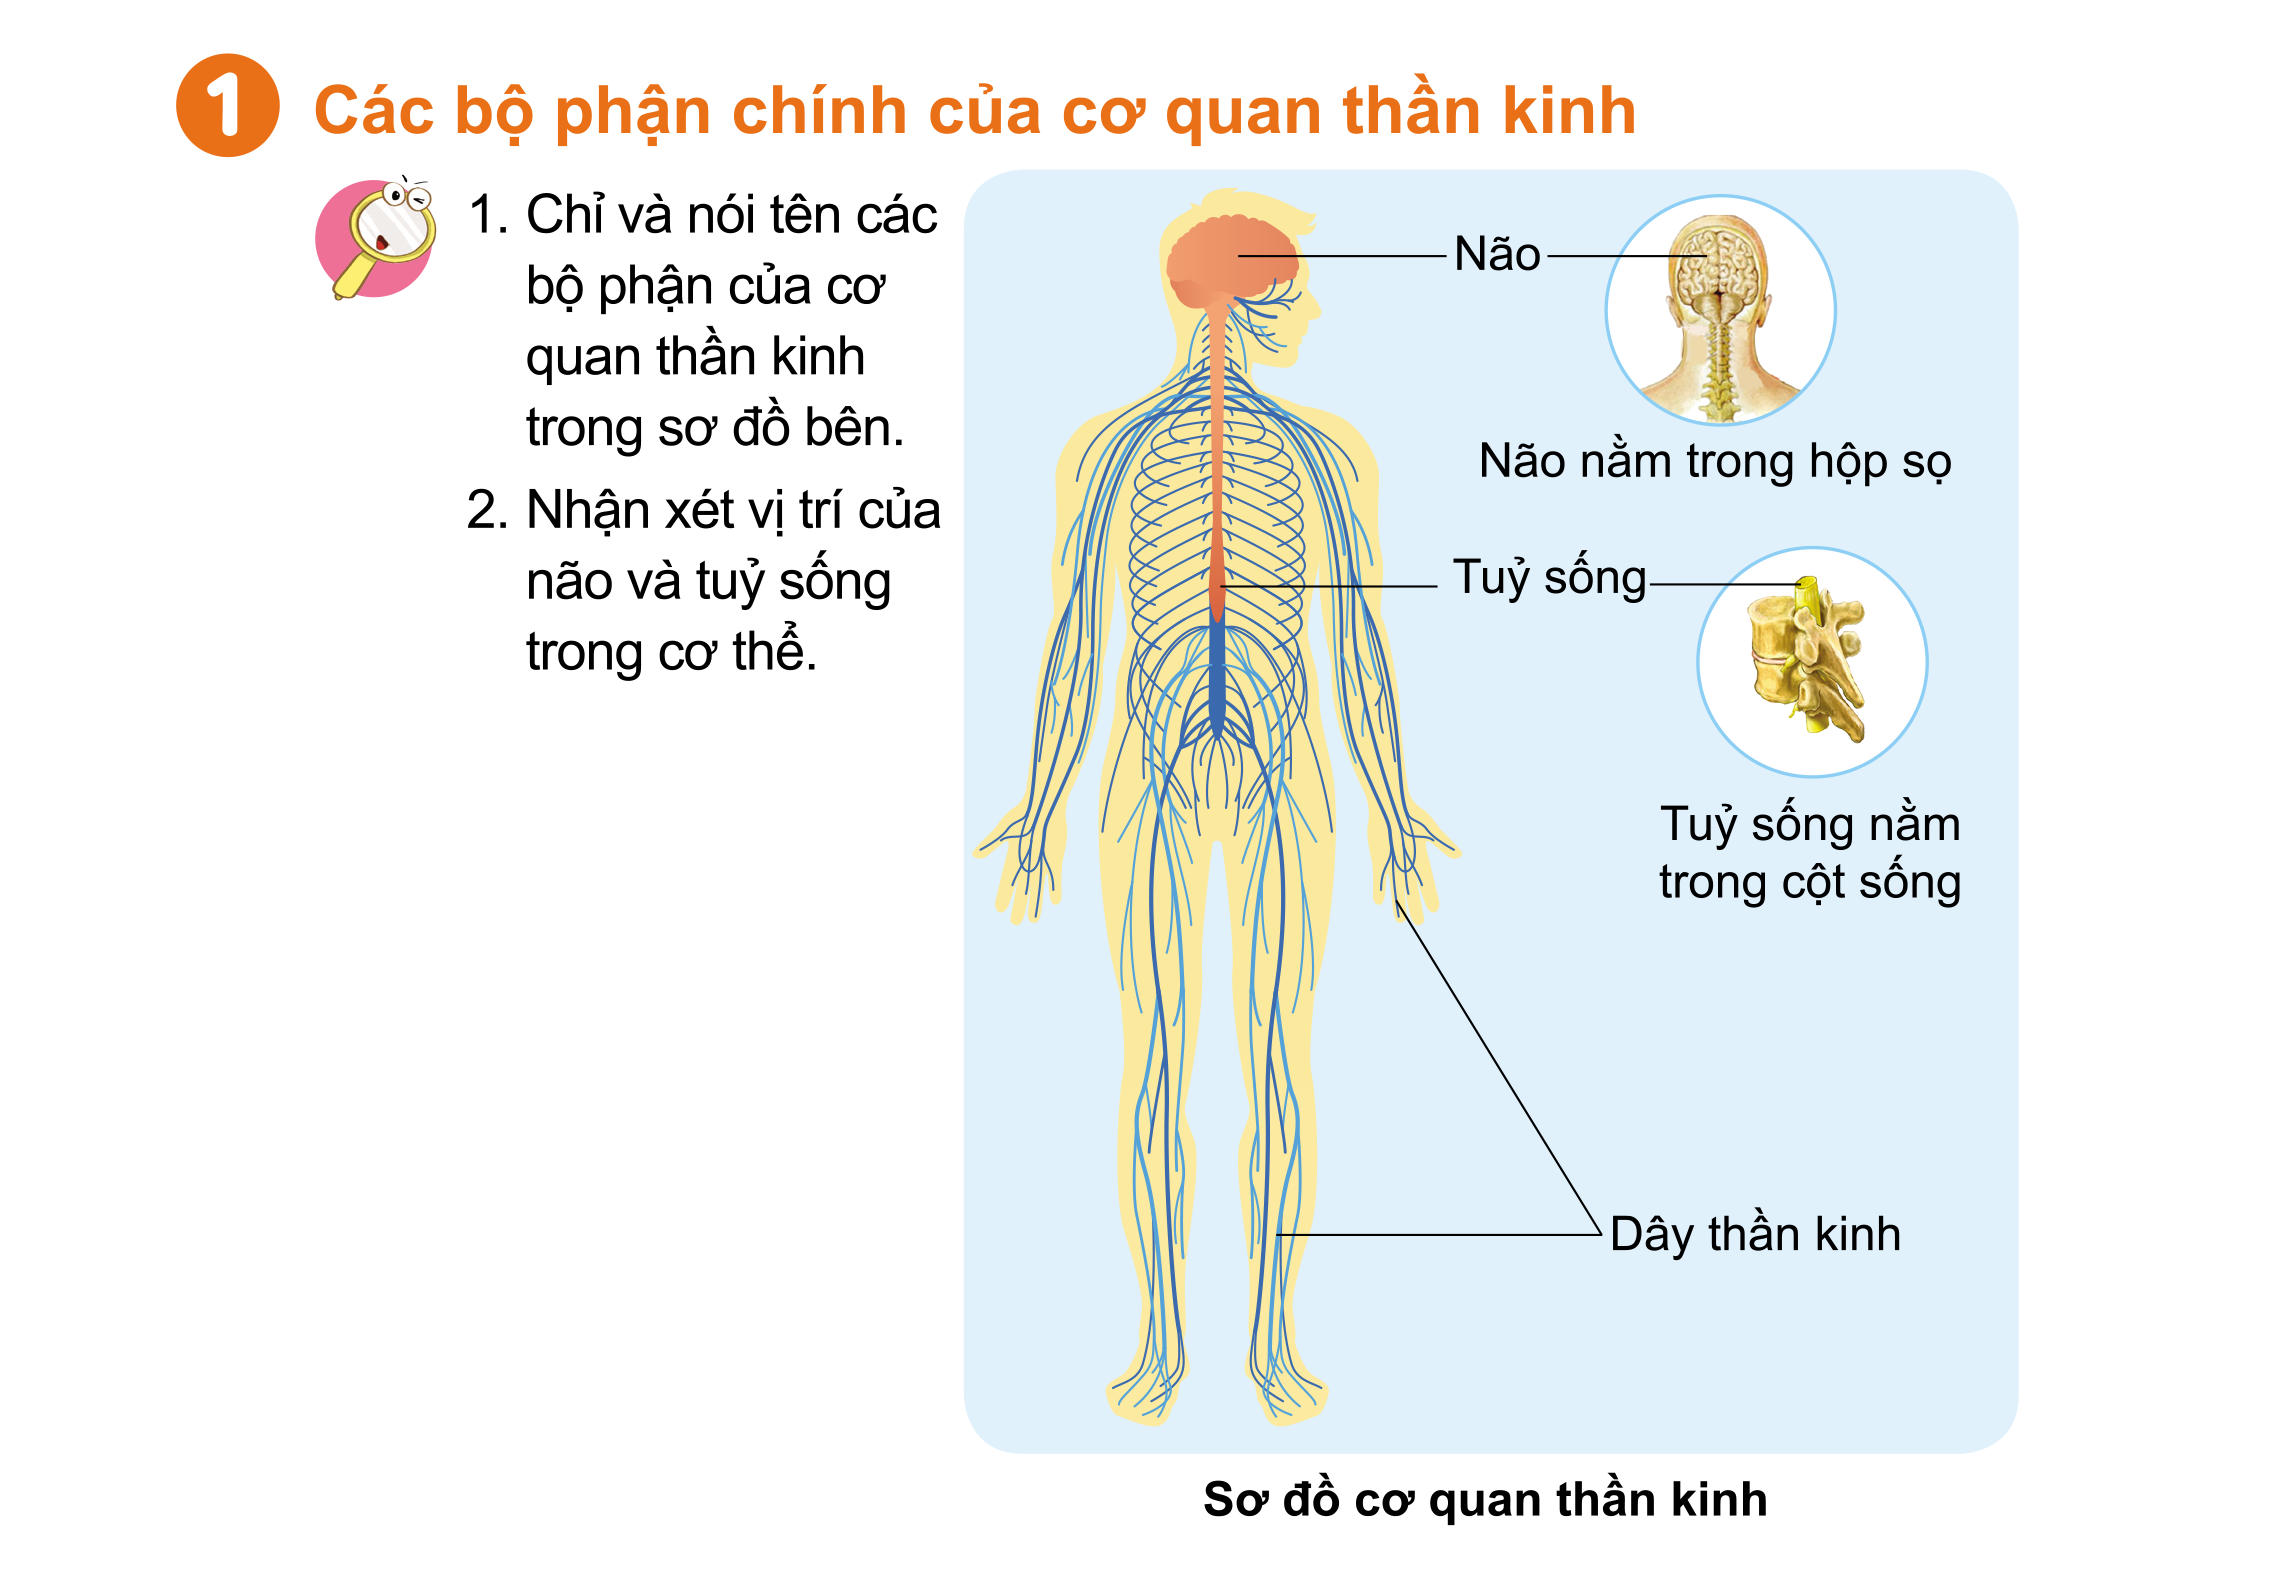 1 Các bộ phận chính của cơ quan thần kinh
1. Chỉ và nói tên các
bộ phận của cơ
quan thần kinh
trong sơ đồ bên.
2. Nhận xét vị trí của
não và tuỷ sống
trong cơ thể.
Não
Não nằm trong hộp sọ
Tuỷ sống
Tuỷ sống nằm
trong cột sống
Dây thần kinh
Sơ đồ cơ quan thần kinh